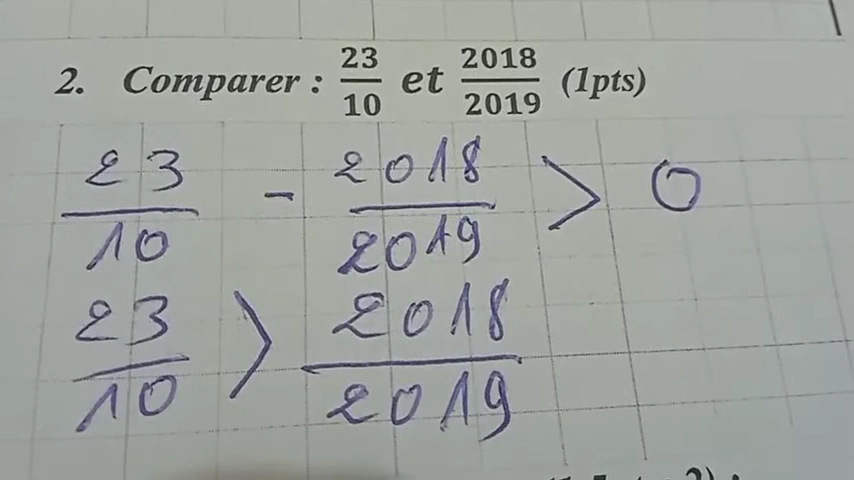 2. Comparer : 23/10 et 2018/2019 (1pts)
23/10 - 2018/2019 > 0
23/10 > 2018/2019